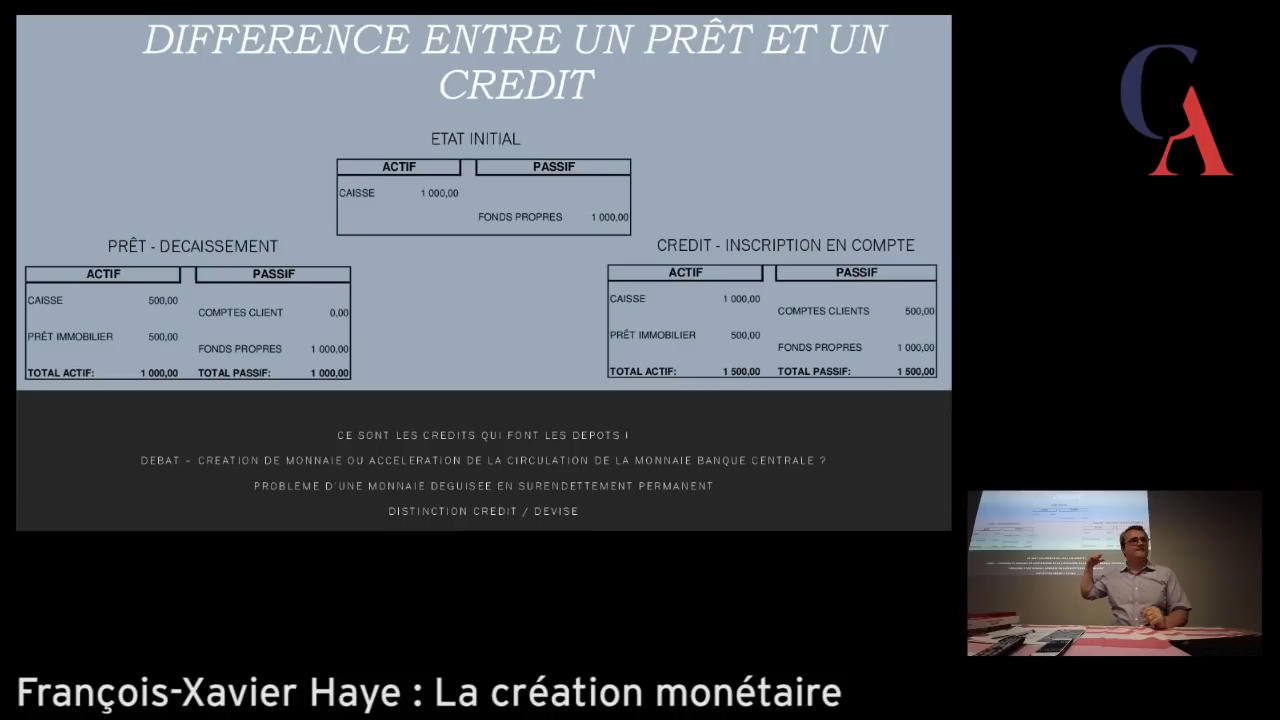 DIFFERENCE ENTRE UN PRÊT ET UN
CREDIT
ETAT INITIAL
ACTIF PASSIF
CAISSE 1 000,00
FONDS PROPRES 1 000,00
PRÊT - DECAISSEMENT
ACTIF PASSIF
CAISSE 500,00
COMPTES CLIENT 0,00
PRÊT IMMOBILIER 500,00
FONDS PROPRES 1 000,00
TOTAL ACTIF: 1 000,00 TOTAL PASSIF: 1 000,00
CREDIT - INSCRIPTION EN COMPTE
ACTIF PASSIF
CAISSE 1 000,00
COMPTES CLIENTS 500,00
PRÊT IMMOBILIER 500,00
FONDS PROPRES 1 000,00
TOTAL ACTIF: 1 500,00 TOTAL PASSIF: 1 500,00
CE SONT LES CREDITS QUI FONT LES DEPOTS !
DEBAT – CREATION DE MONNAIE OU ACCELERATION DE LA CIRCULATION DE LA MONNAIE BANQUE CENTRALE ?
PROBLEME D'UNE MONNAIE DEGUISEE EN SURENDETTEMENT PERMANENT
DISTINCTION CREDIT / DEVISE
CA
François-Xavier Haye : La création monétaire